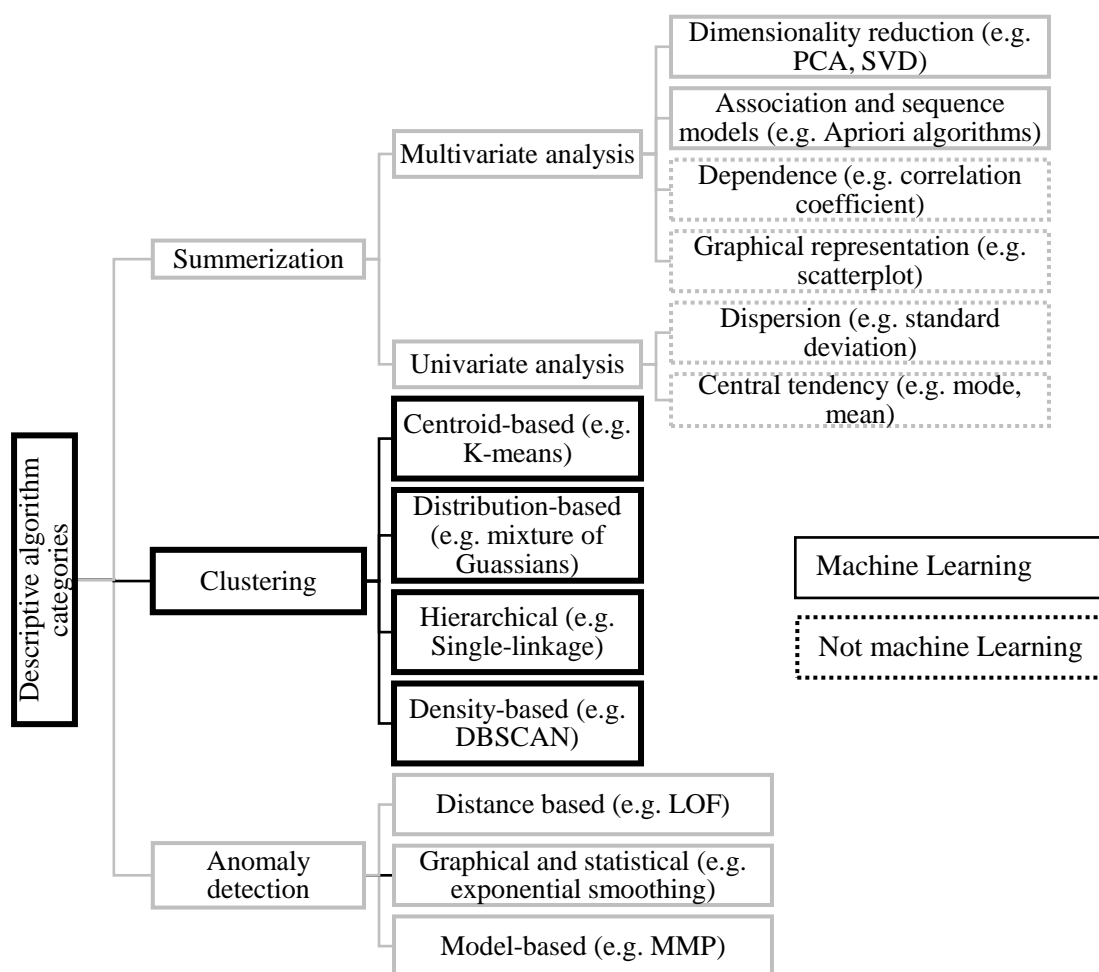 Dimensionality reduction (e.g.
PCA, SVD)
Association and sequence
models (e.g. Apriori algorithms)
Multivariate analysis
Dependence (e.g. correlation
coefficient)
Graphical representation (e.g.
scatterplot)
Summerization
Dispersion (e.g. standard
deviation)
Univariate analysis
Central tendency (e.g. mode,
mean)
Descriptive algorithm
categories
Centroid-based (e.g.
K-means)
Distribution-based
(e.g. mixture of
Guassians)
Clustering
Hierarchical (e.g.
Single-linkage)
Density-based (e.g.
DBSCAN)
Machine Learning
Not machine Learning
Distance based (e.g. LOF)
Anomaly
detection
Graphical and statistical (e.g.
exponential smoothing)
Model-based (e.g. MMP)